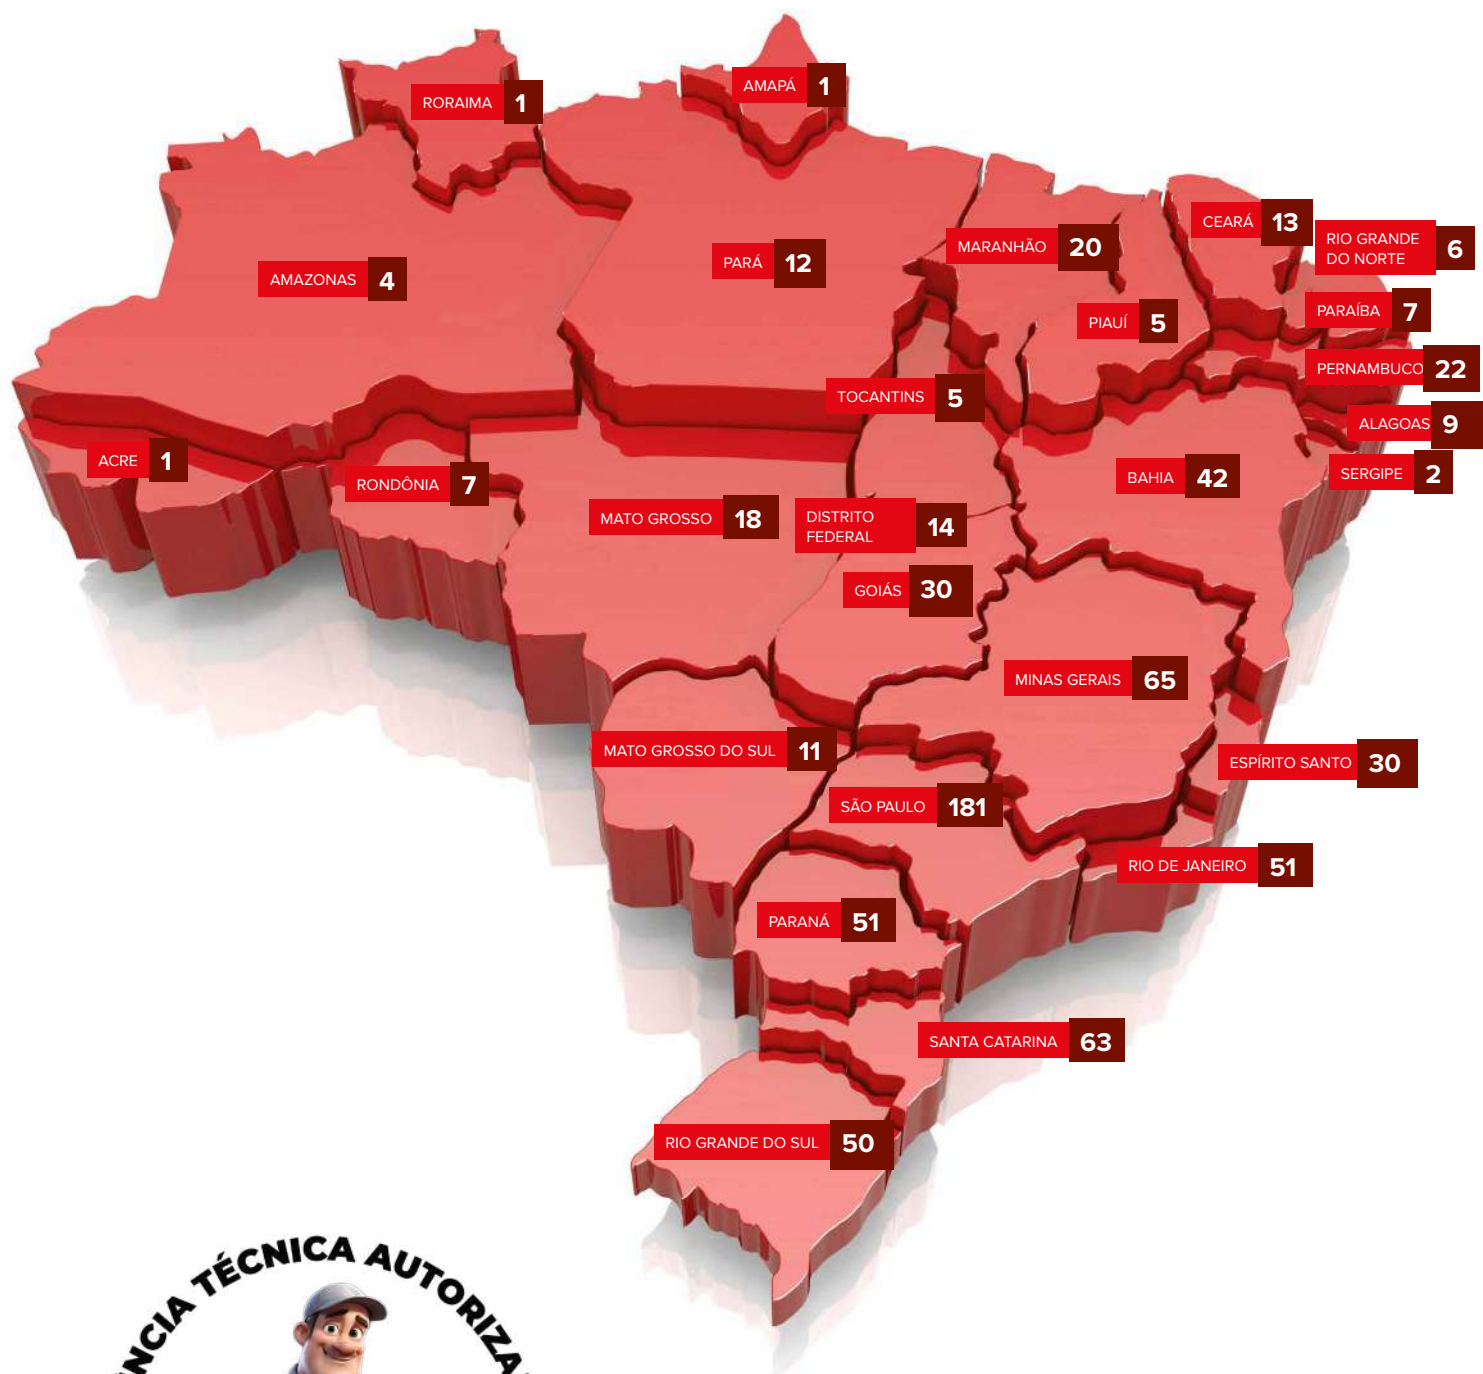 AMAPÁ 1
RORAIMA 1
CEARÁ 13
RIO GRANDE
DO NORTE 6
MARANHÃO 20
PARÁ 12
AMAZONAS 4
PARAÍBA 7
PIAUÍ 5
PERNAMBUCO 22
TOCANTINS 5
ALAGOAS 9
ACRE 1
SERGIPE 2
BAHIA 42
RONDÔNIA 7
MATO GROSSO 18
DISTRITO
FEDERAL 14
GOIÁS 30
MINAS GERAIS 65
MATO GROSSO DO SUL 11
ESPÍRITO SANTO 30
SÃO PAULO 181
RIO DE JANEIRO 51
PARANÁ 51
SANTA CATARINA 63
RIO GRANDE DO SUL 50
TÉCNICA